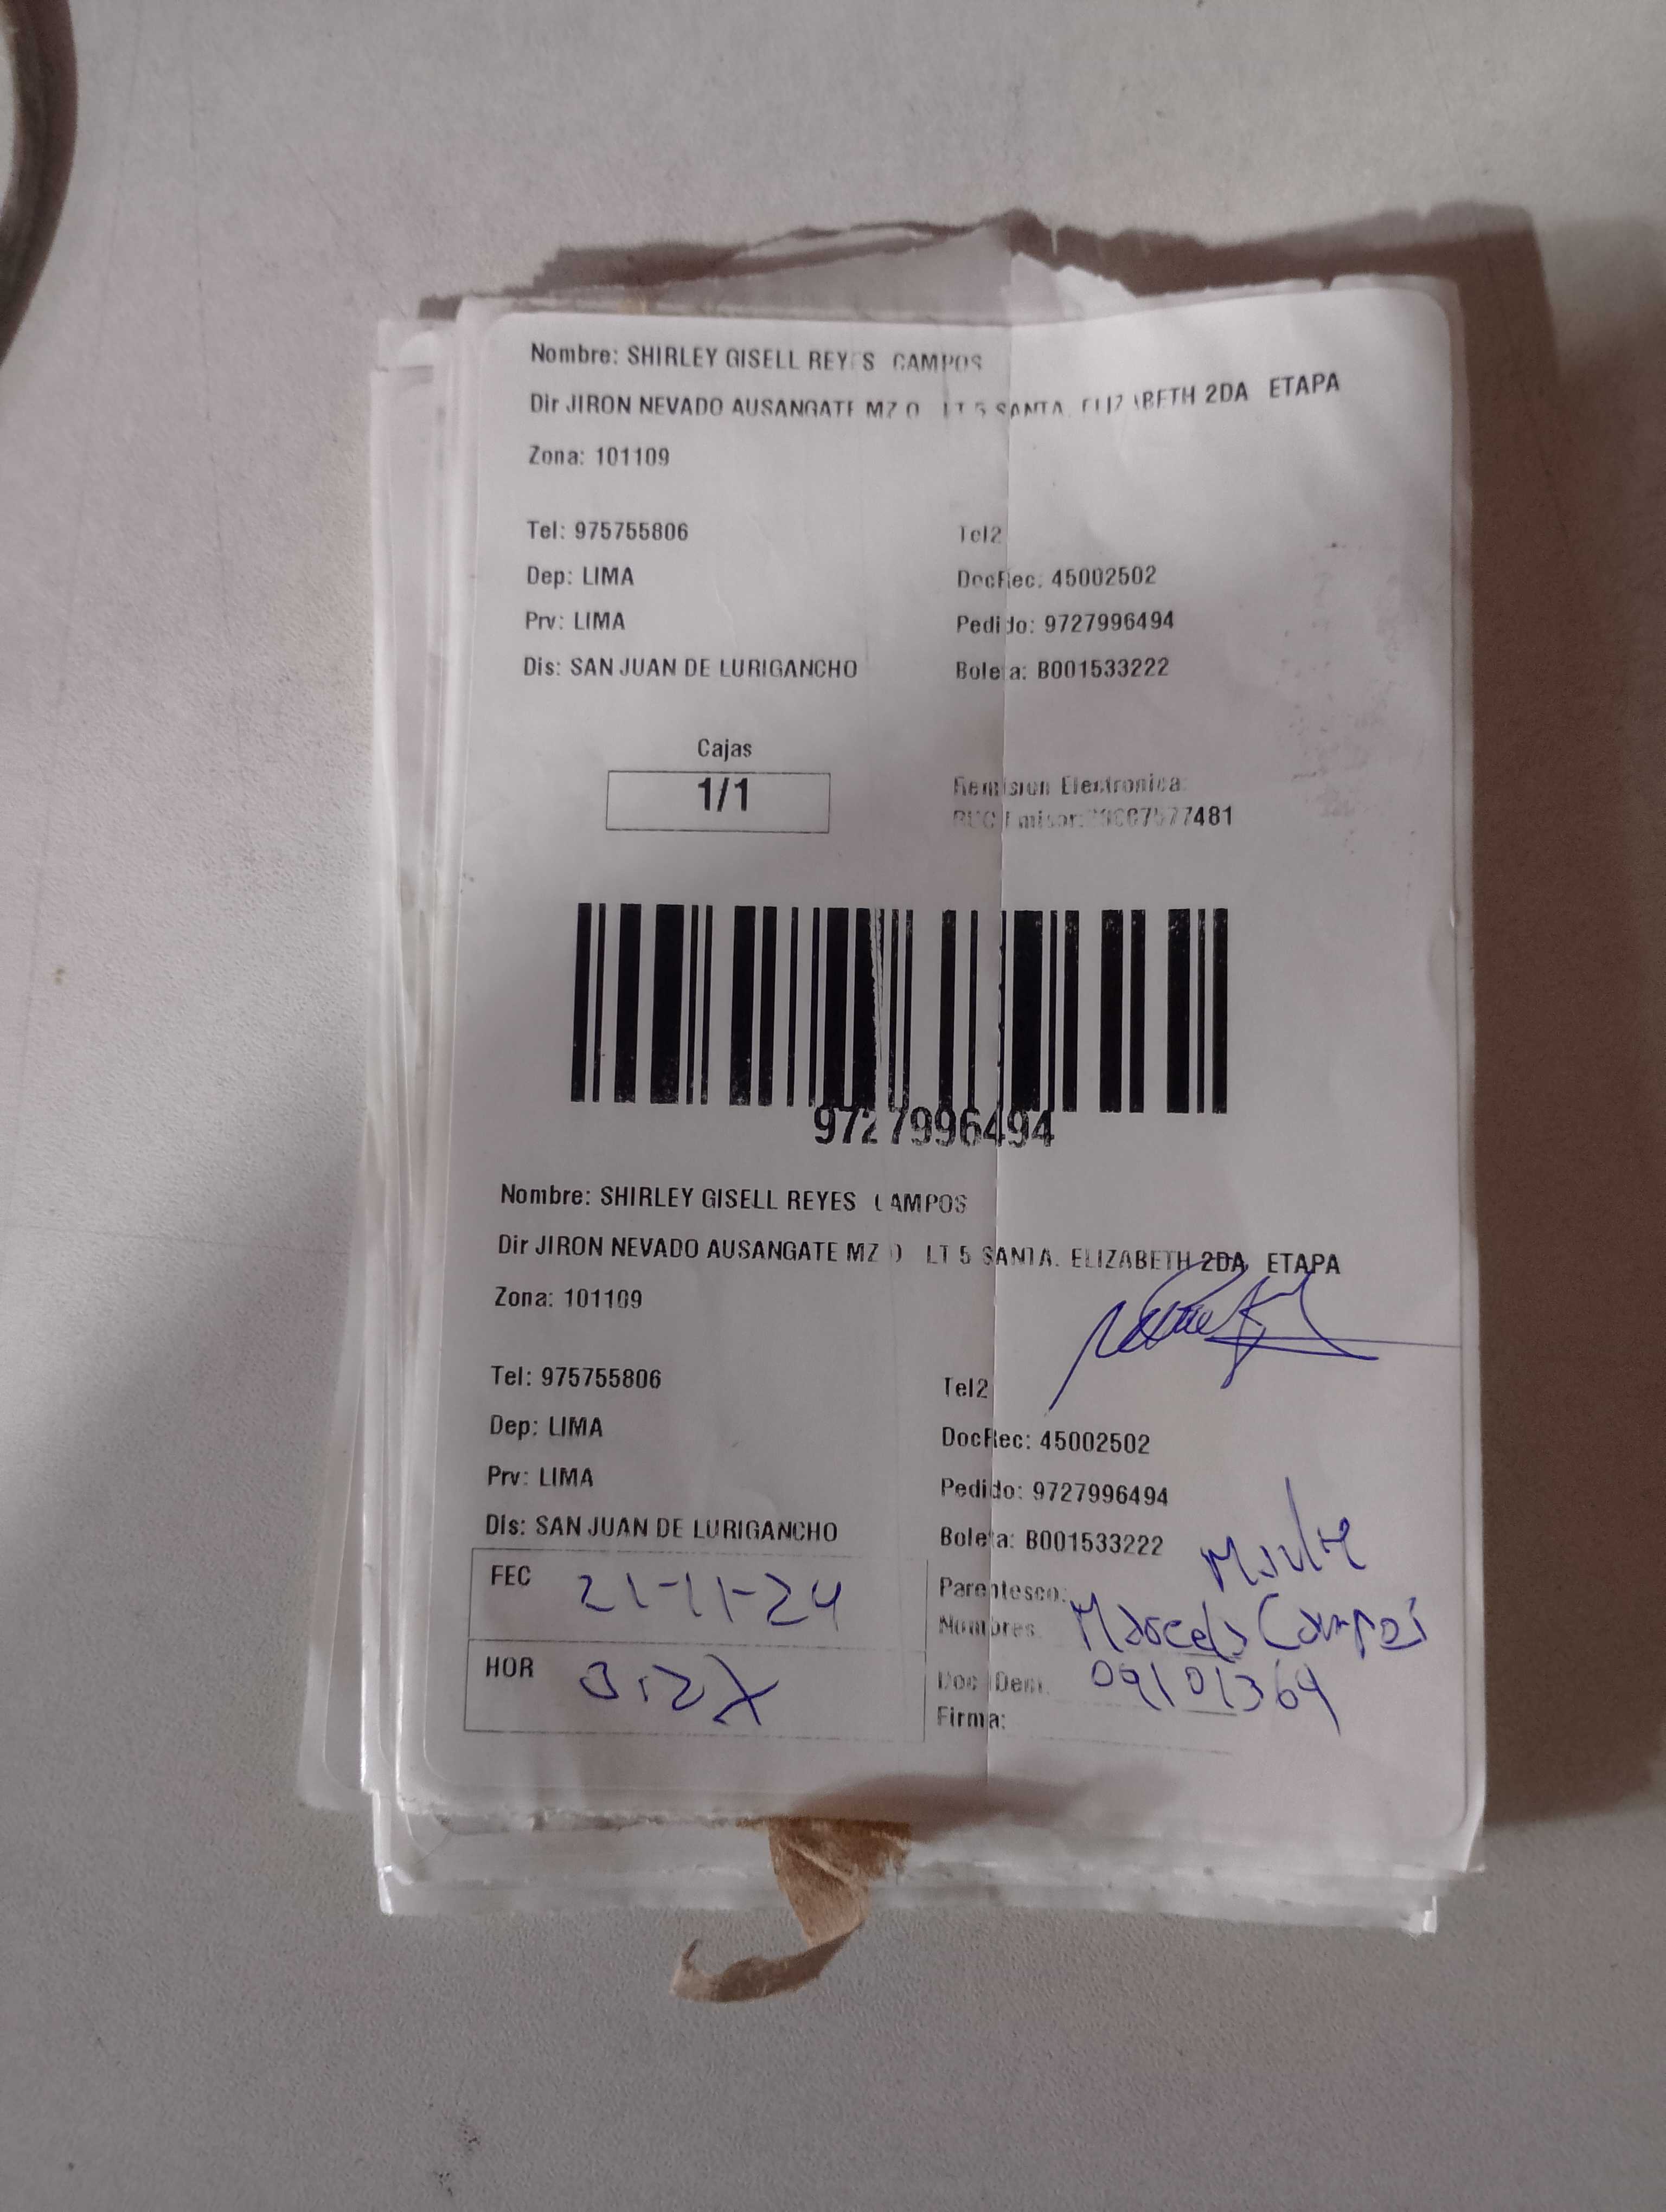 Nombre: SHIRLEY GISELL REYES CAMPOS
Dir JIRON NEVADO AUSANGATE MZ O LT 5 SANTA. ELIZABETH 2DA ETAPA
Zona: 101109
Tel: 975755806 Tel2
Dep: LIMA DocRec: 45002502
Prv: LIMA Pedido: 9727996494
Dis: SAN JUAN DE LURIGANCHO Boleta: B001533222
Cajas
1/1
Remision Electronica:
RUC Emisor:
9727996494
Nombre: SHIRLEY GISELL REYES CAMPOS
Dir JIRON NEVADO AUSANGATE MZ LT 5 SANTA. ELIZABETH 2DA ETAPA
Zona: 101109
Tel: 975755806 Tel2
Dep: LIMA DocRec: 45002502
Prv: LIMA Pedido: 9727996494
Dis: SAN JUAN DE LURIGANCHO Boleta: B001533222
FEC 21-11-24 Parentesco:
Nombres: Campos
HOR Doc Iden. 09101364
Firma: